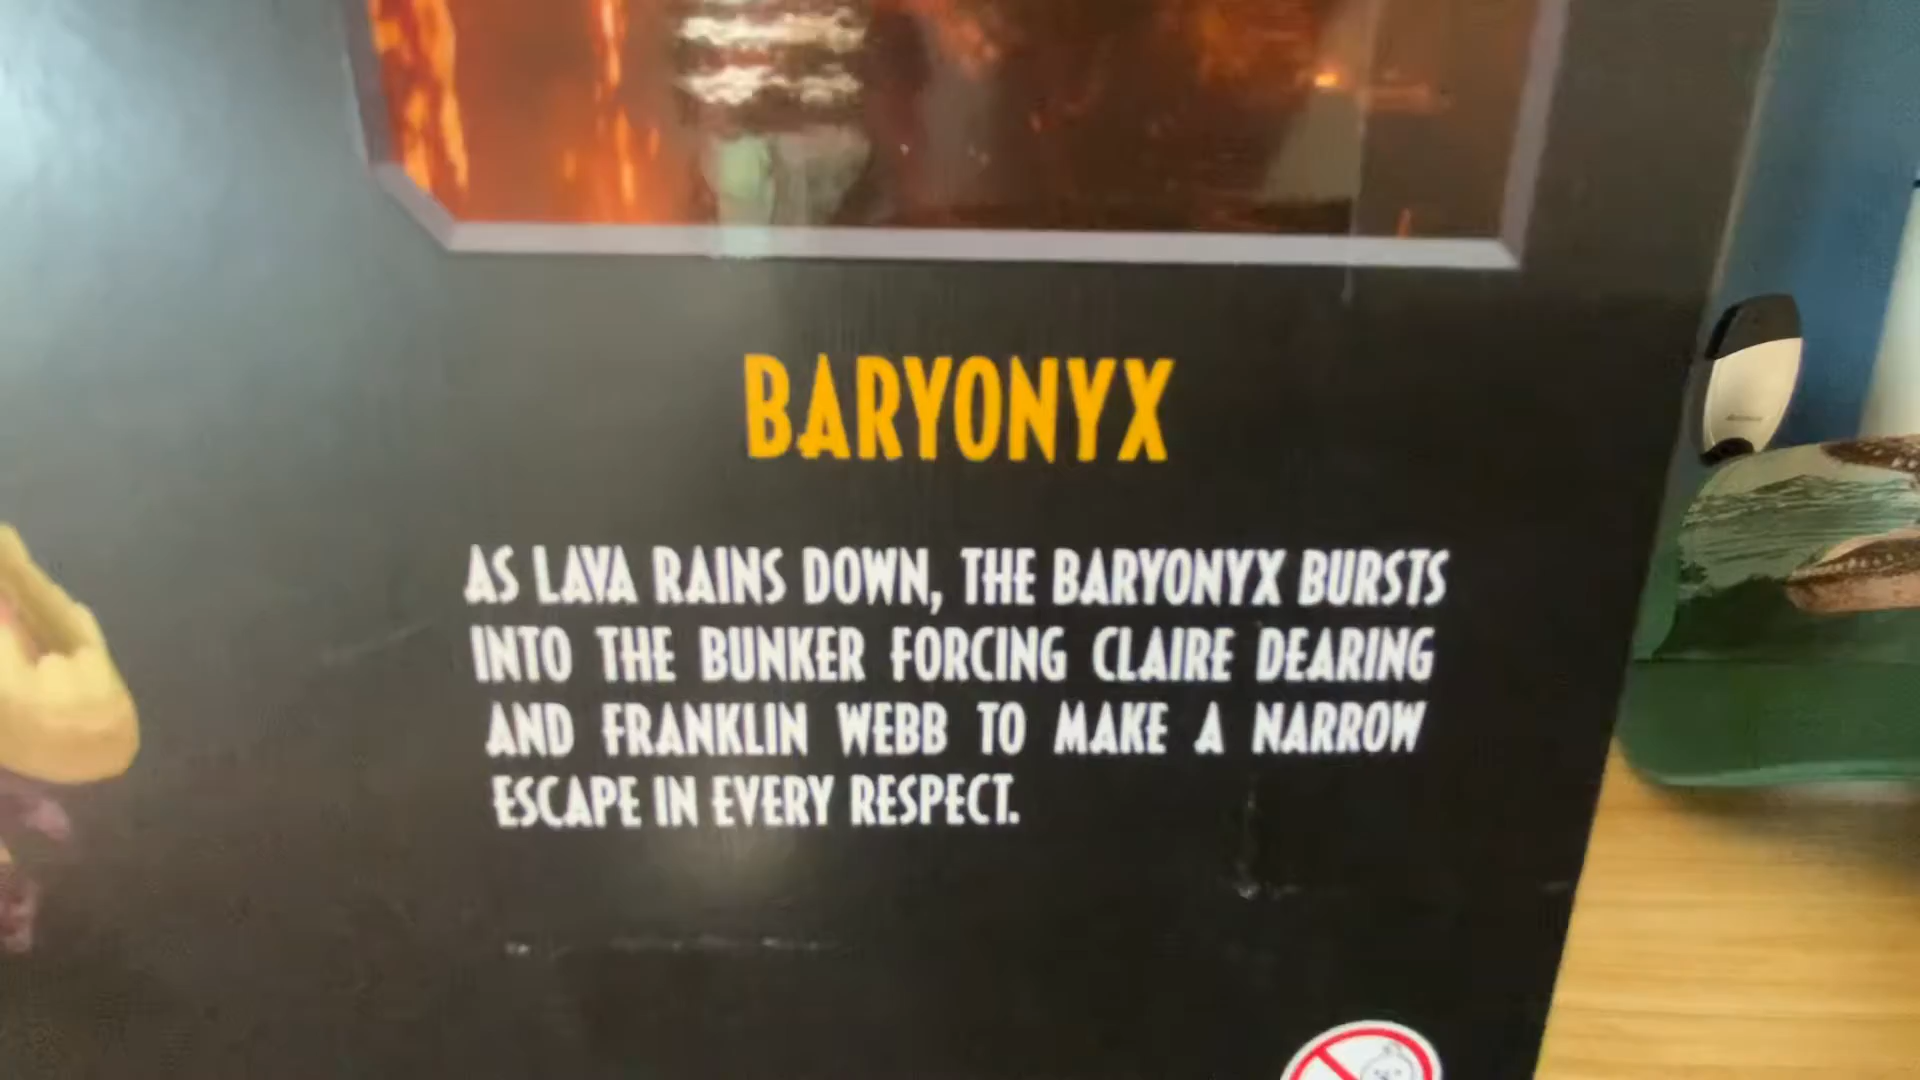 BARYONYX
AS LAVA RAINS DOWN, THE BARYONYX BURSTS
INTO THE BUNKER FORCING CLAIRE DEARING
AND FRANKLIN WEBB TO MAKE A NARROW
ESCAPE IN EVERY RESPECT.